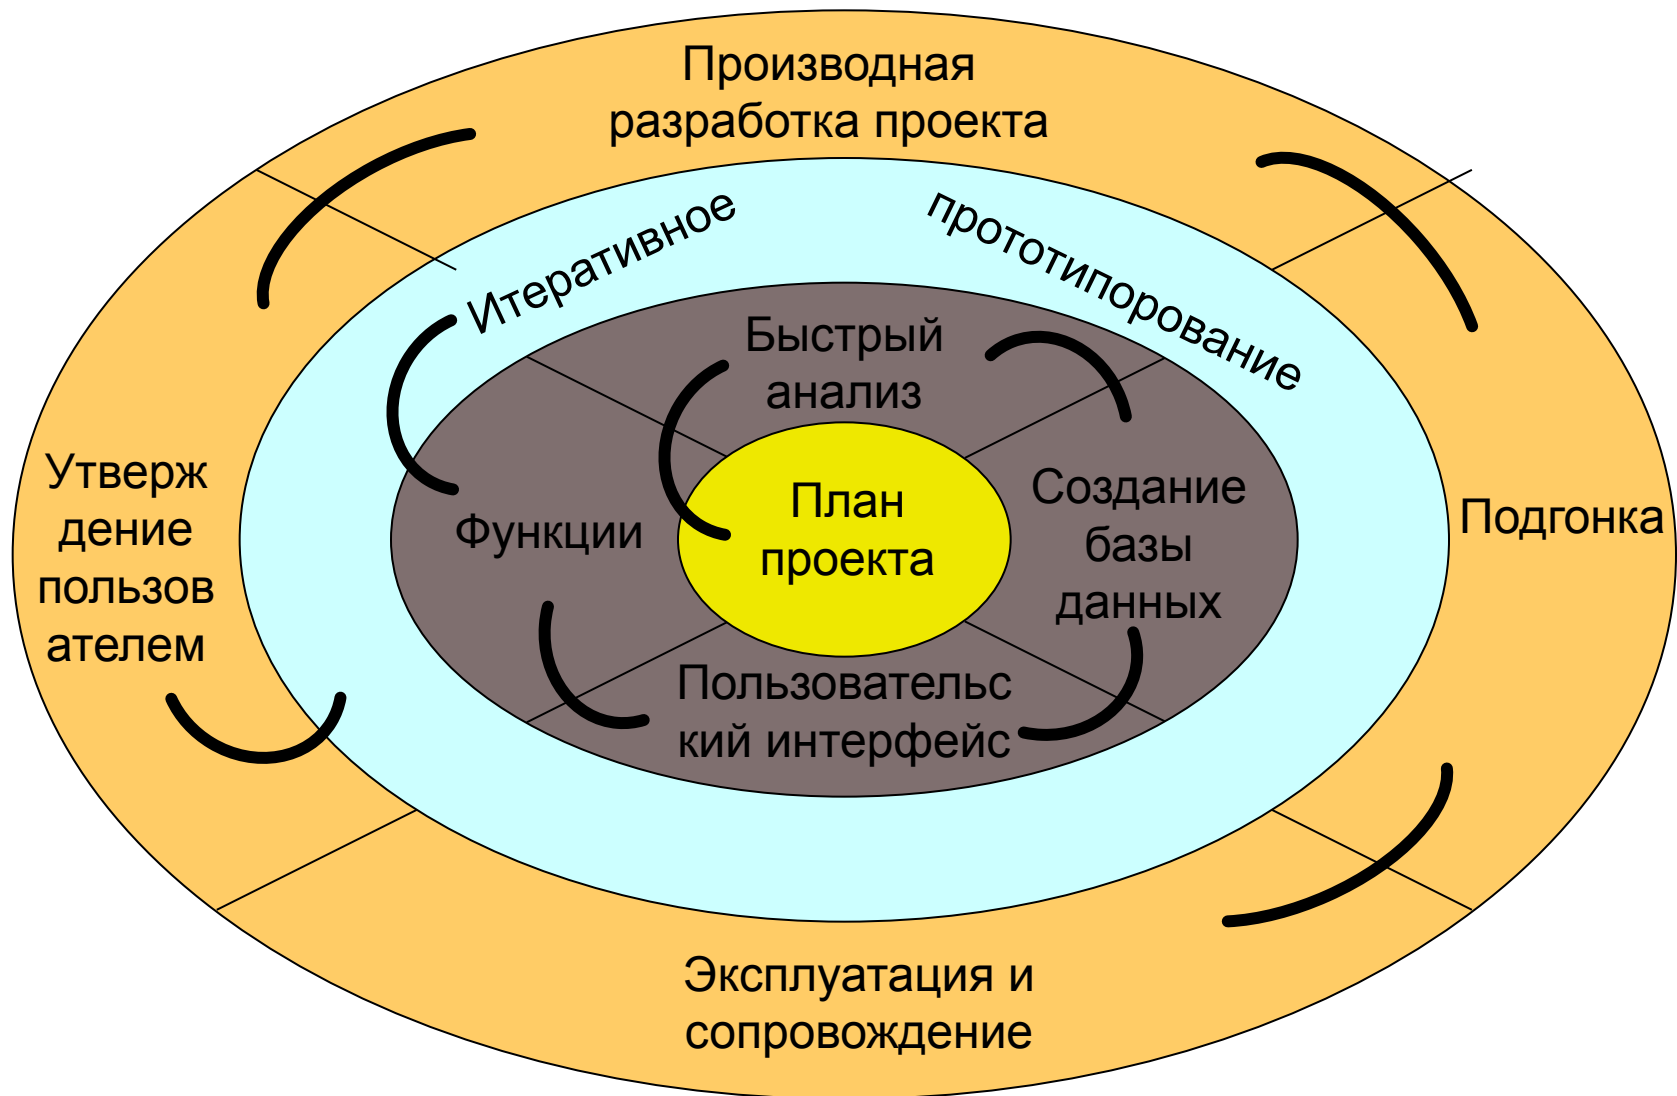 Производная
разработка проекта
Итеративное
прототипорование
Быстрый
анализ
Утверж
дение
пользов
ателем
Функции
План
проекта
Создание
базы
данных
Подгонка
Пользовательс
кий интерфейс
Эксплуатация и
сопровождение